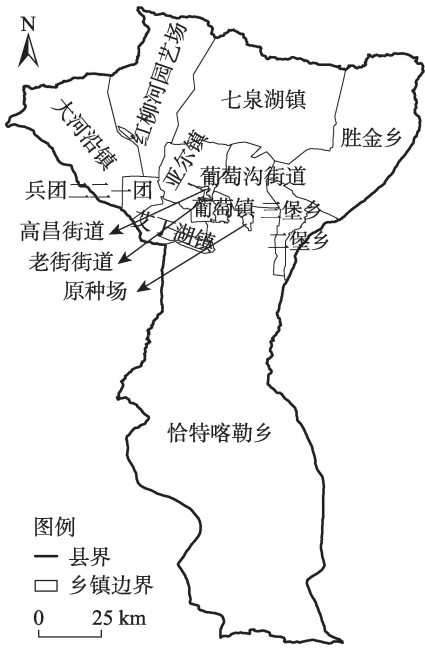 N
红柳河园艺场
七泉湖镇
大河沿镇
胜金乡
亚尔镇
葡萄沟街道
兵团二二一团
葡萄镇
三堡乡
艾丁湖镇
高昌街道
二堡乡
老街街道
原种场
恰特喀勒乡
图例
县界
乡镇边界
0 25 km